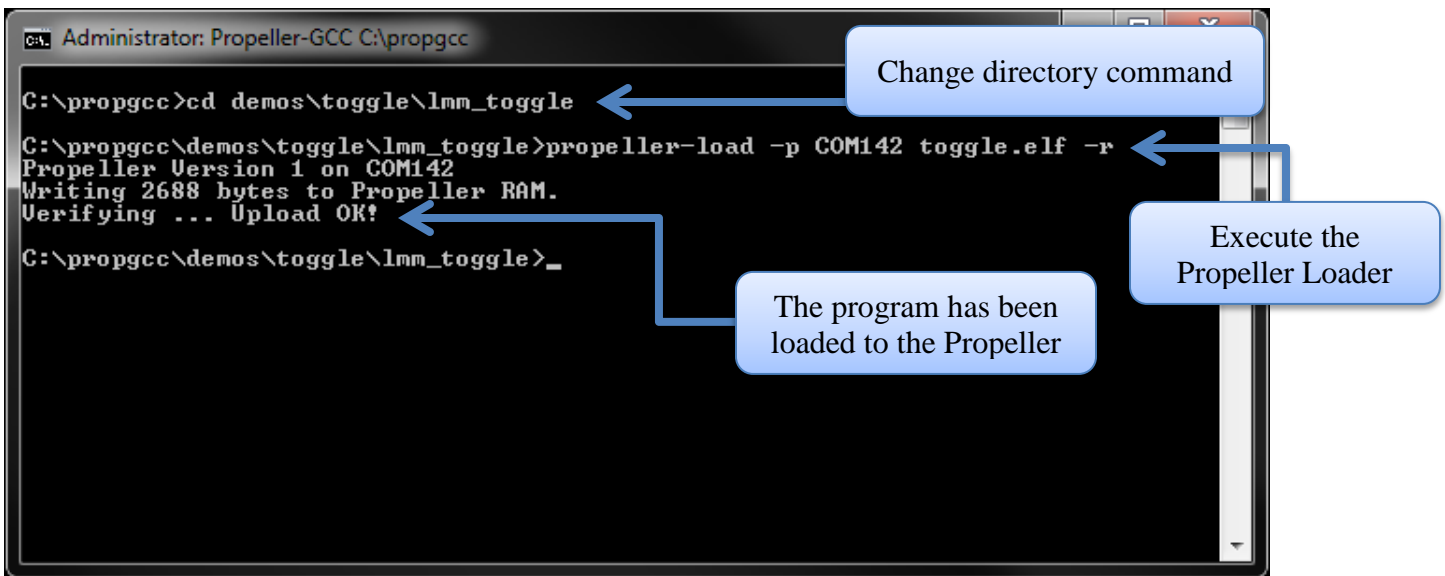 Administrator: Propeller-GCC C:\propgcc
Change directory command
C:\propgcc>cd demos\toggle\lmm_toggle
C:\propgcc\demos\toggle\lmm_toggle>propeller-load -p COM142 toggle.elf -r
Propeller Version 1 on COM142
Writing 2688 bytes to Propeller RAM.
Verifying ... Upload OK!
Execute the
Propeller Loader
C:\propgcc\demos\toggle\lmm_toggle>_
The program has been
loaded to the Propeller